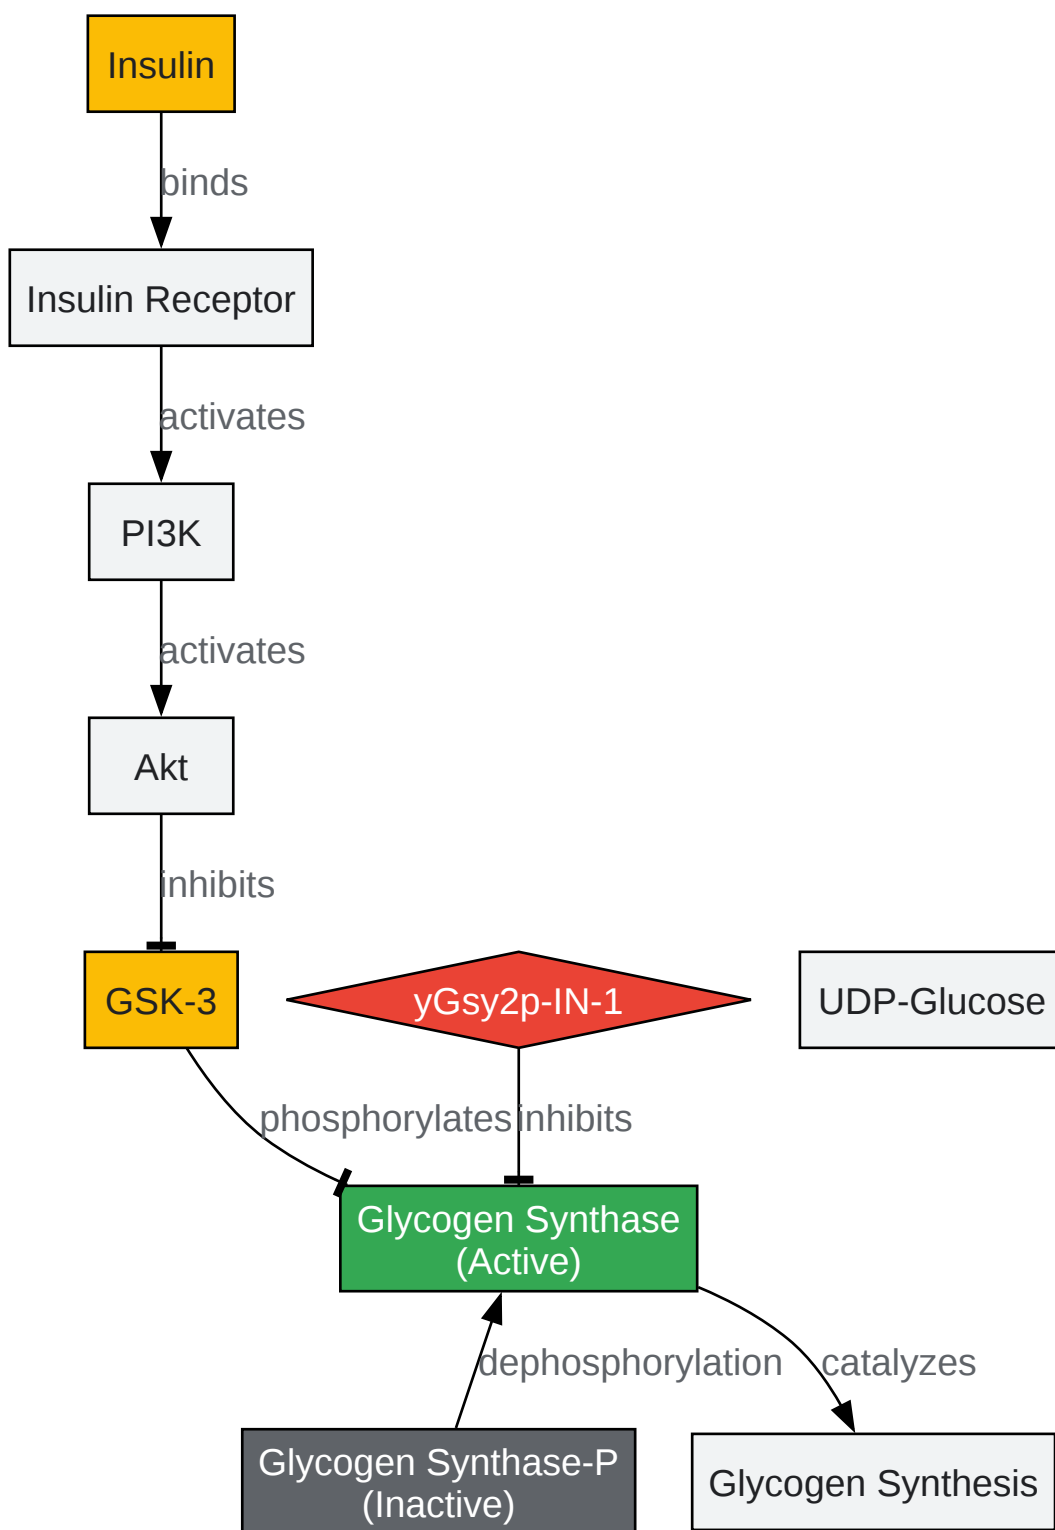 Insulin
binds
Insulin Receptor
activates
PI3K
activates
Akt
inhibits
GSK-3
yGsy2p-IN-1
UDP-Glucose
phosphorylates
inhibits
Glycogen Synthase
(Active)
dephosphorylation
catalyzes
Glycogen Synthase-P
(Inactive)
Glycogen Synthesis